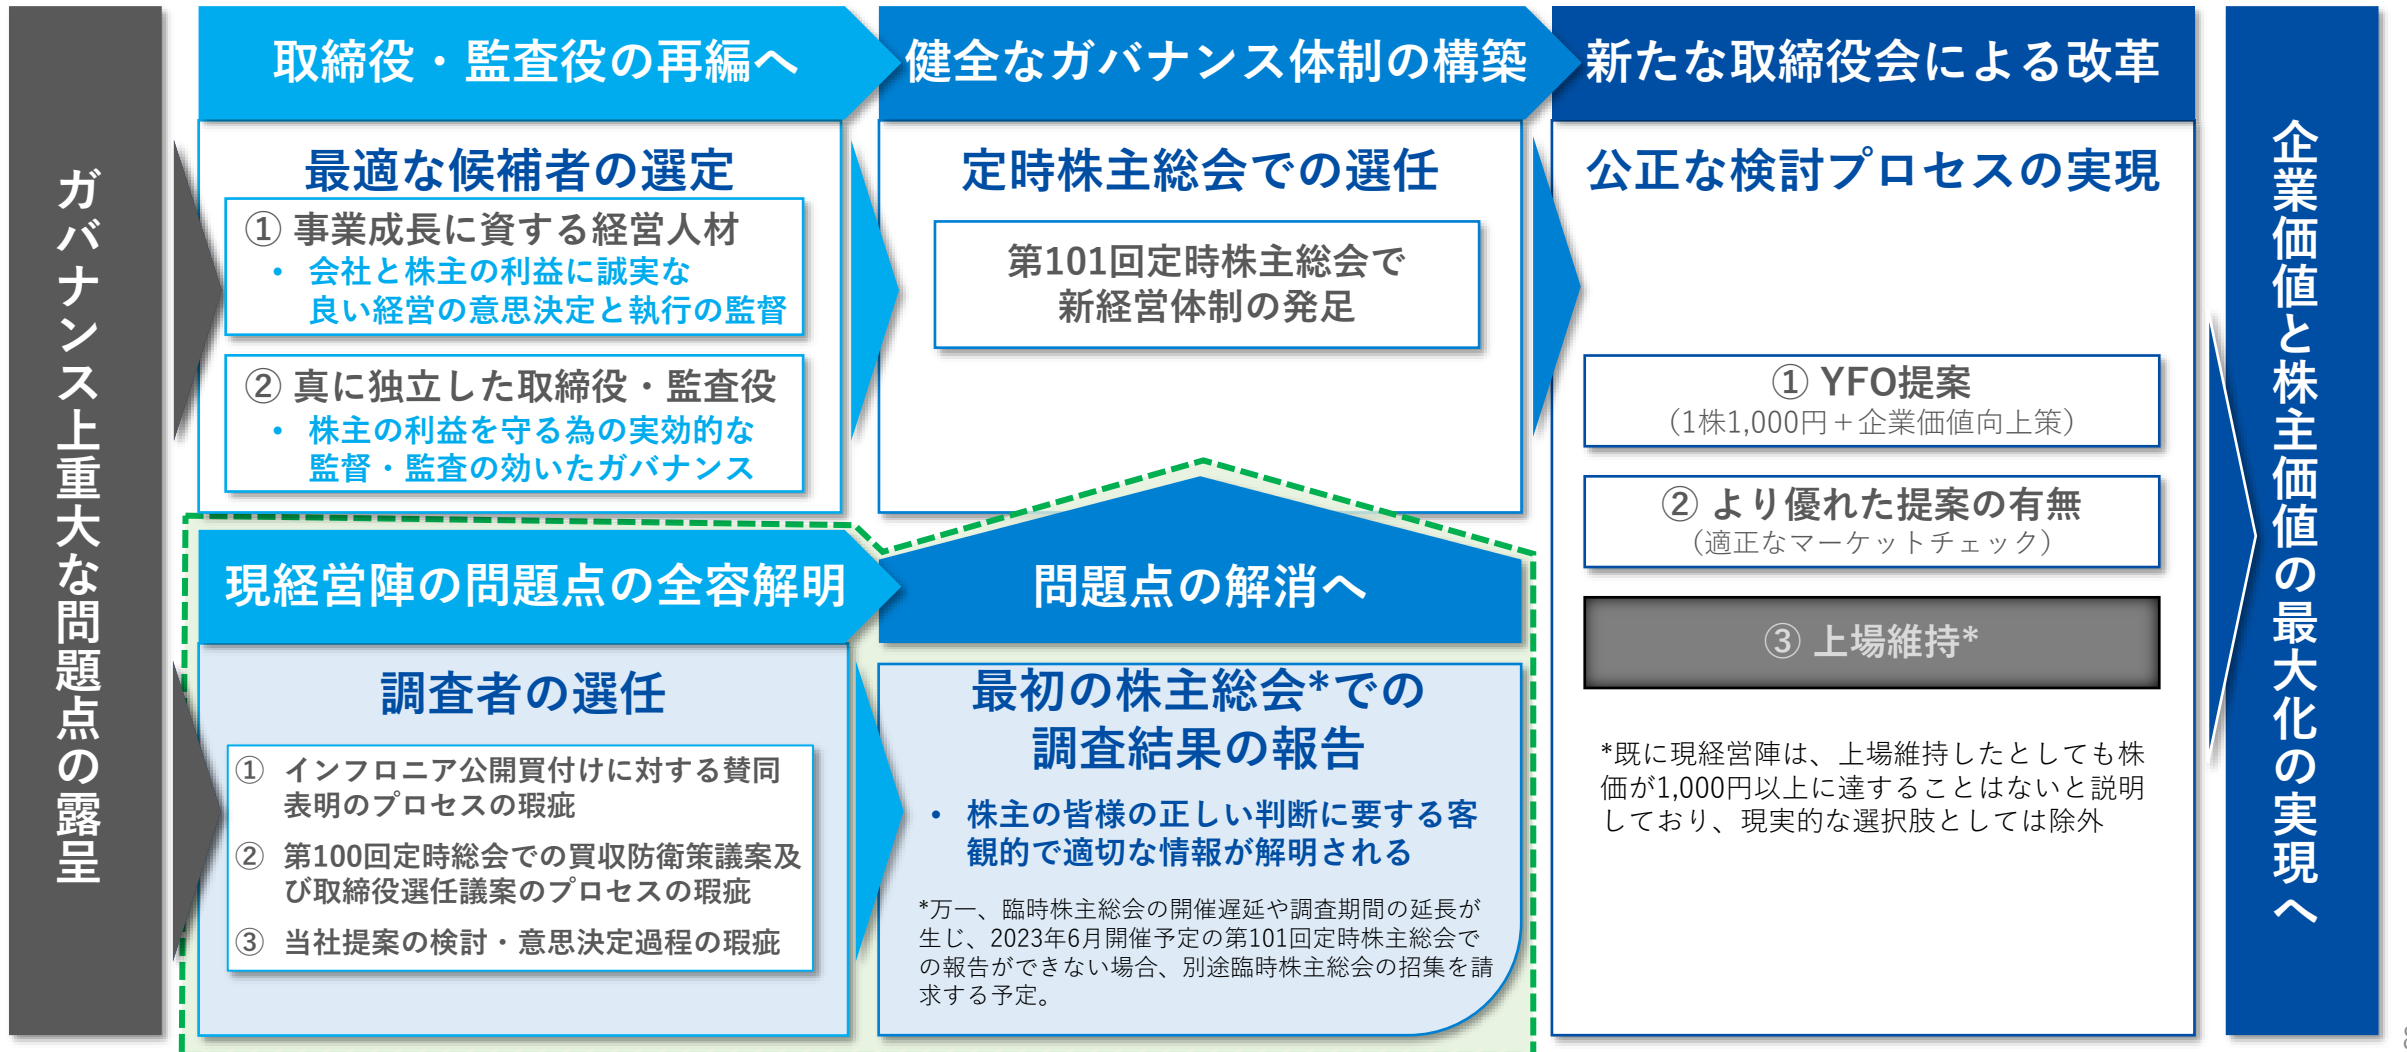 ガバナンス上重大な問題点の露呈
取締役・監査役の再編へ
最適な候補者の選定
① 事業成長に資する経営人材
• 会社と株主の利益に誠実な
良い経営の意思決定と執行の監督
② 真に独立した取締役・監査役
• 株主の利益を守る為の実効的な
監督・監査の効いたガバナンス
健全なガバナンス体制の構築
定時株主総会での選任
第101回定時株主総会で
新経営体制の発足
現経営陣の問題点の全容解明
調査者の選任
① インフロニア公開買付けに対する賛同
表明のプロセスの瑕疵
② 第100回定時総会での買収防衛策議案及
び取締役選任議案のプロセスの瑕疵
③ 当社提案の検討・意思決定過程の瑕疵
問題点の解消へ
最初の株主総会*での
調査結果の報告
• 株主の皆様の正しい判断に要する客
観的で適切な情報が解明される
*万一、臨時株主総会の開催遅延や調査期間の延長が
生じ、2023年6月開催予定の第101回定時株主総会で
の報告ができない場合、別途臨時株主総会の招集を請
求する予定。
新たな取締役会による改革
公正な検討プロセスの実現
① YFO提案
（1株1,000円＋企業価値向上策）
② より優れた提案の有無
（適正なマーケットチェック）
③ 上場維持*
*既に現経営陣は、上場維持したとしても株
価が1,000円以上に達することはないと説明
しており、現実的な選択肢としては除外
企業価値と株主価値の最大化の実現へ